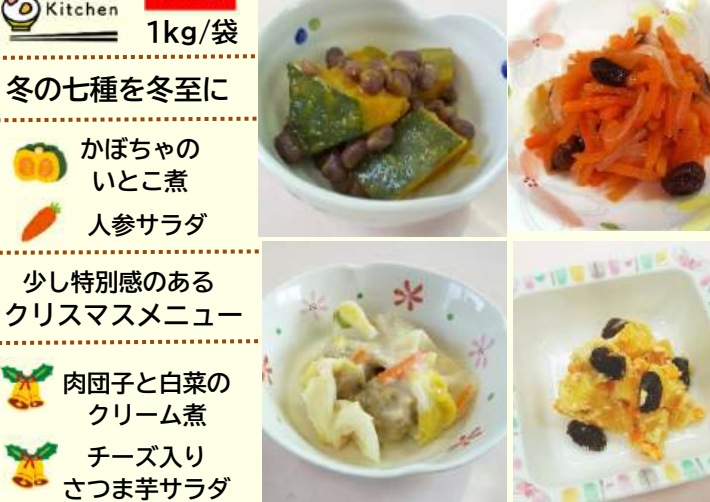 Kitchen
1kg/袋
冬の七種を冬至に
かぼちゃの
いとこ煮
人参サラダ
少し特別感のある
クリスマスメニュー
肉団子と白菜の
クリーム煮
チーズ入り
さつま芋サラダ